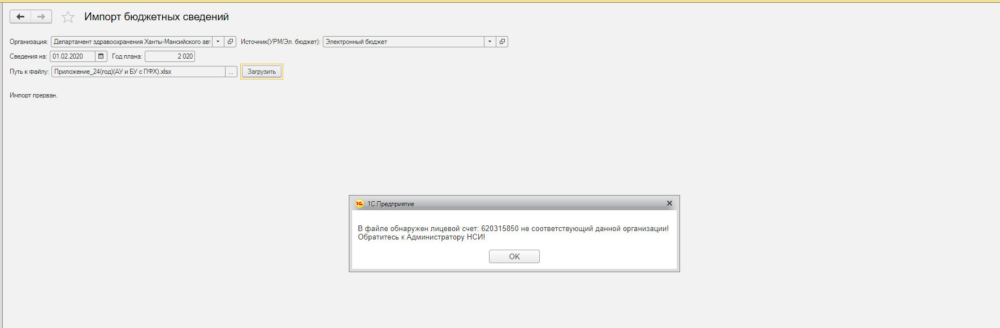 Импорт бюджетных сведений
Организация: Департамент здравоохранения Ханты-Мансийского авт Источник(УРМ/Эл. бюджет): Электронный бюджет
Сведения на: 01.02.2020 Год плана: 2 020
Путь к файлу: Приложение_24(год)(АУ и БУ с ПФХ).xlsx ... Загрузить
Импорт прерван.
1С:Предприятие
В файле обнаружен лицевой счет: 620315850 не соответствующий данной организации!
Обратитесь к Администратору НСИ!
OK